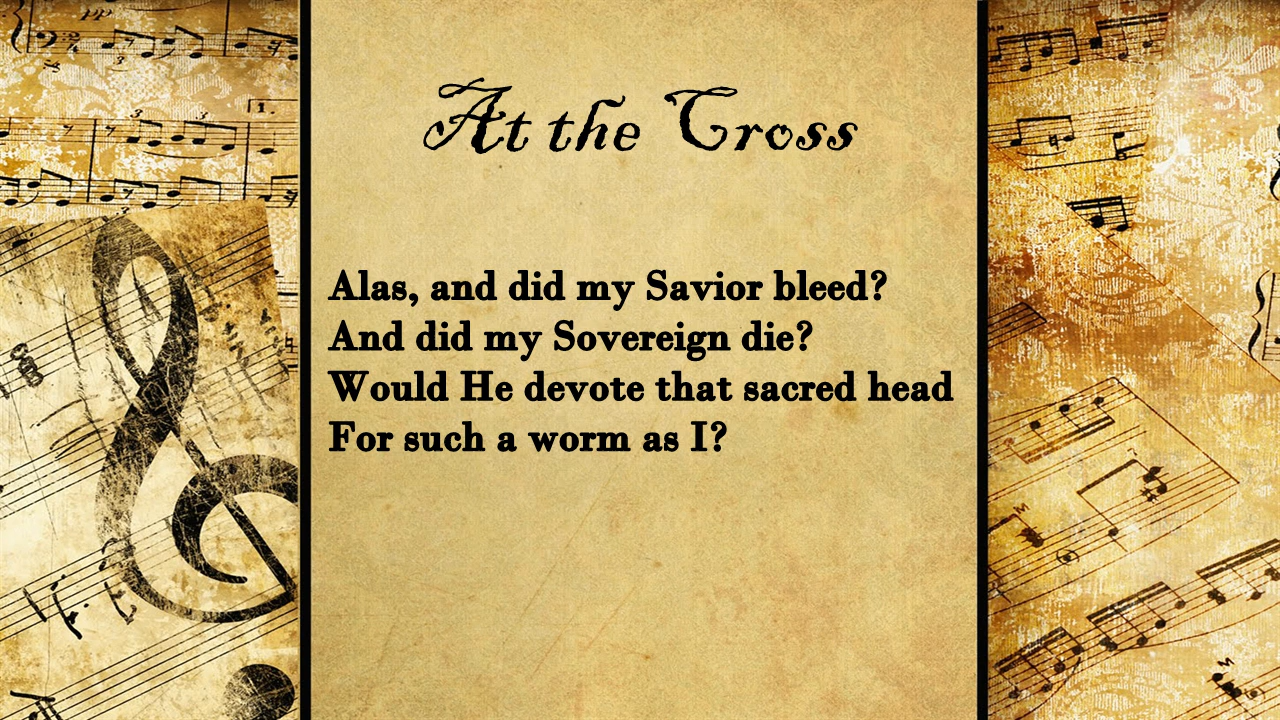 At the Cross
Alas, and did my Savior bleed?
And did my Sovereign die?
Would He devote that sacred head
For such a worm as I?